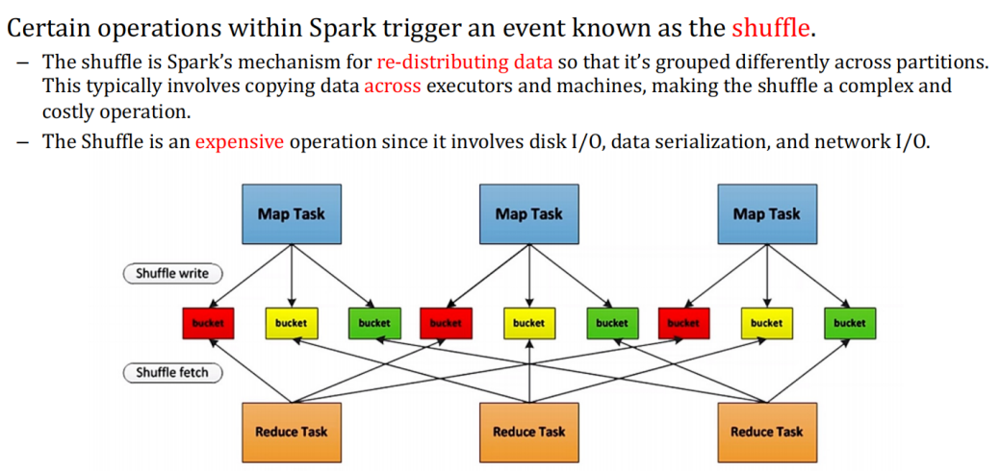 Certain operations within Spark trigger an event known as the shuffle.
– The shuffle is Spark’s mechanism for re-distributing data so that it’s grouped differently across partitions.
This typically involves copying data across executors and machines, making the shuffle a complex and
costly operation.
– The Shuffle is an expensive operation since it involves disk I/O, data serialization, and network I/O.
Map Task Map Task Map Task
Shuffle write
bucket bucket bucket bucket bucket bucket bucket bucket bucket
Shuffle fetch
Reduce Task Reduce Task Reduce Task